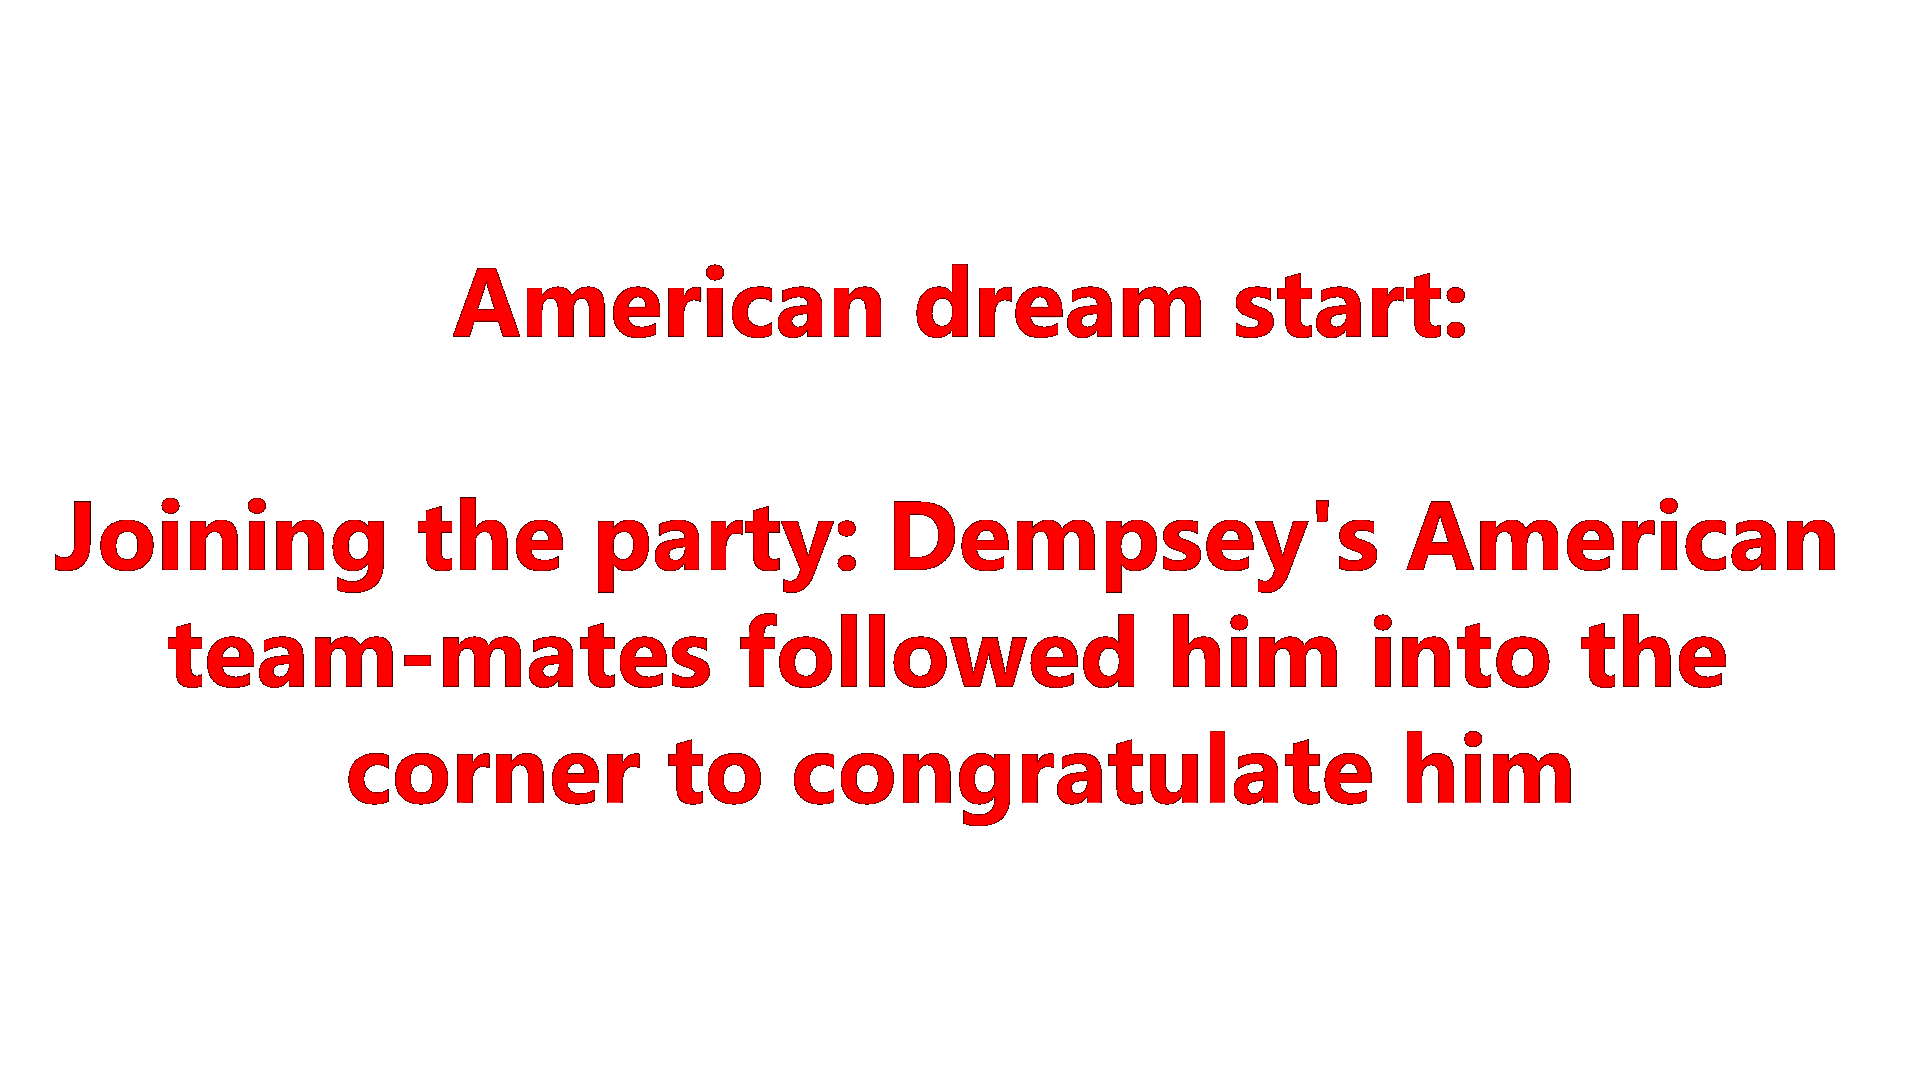 American dream start:
Joining the party: Dempsey's American
team-mates followed him into the
corner to congratulate him